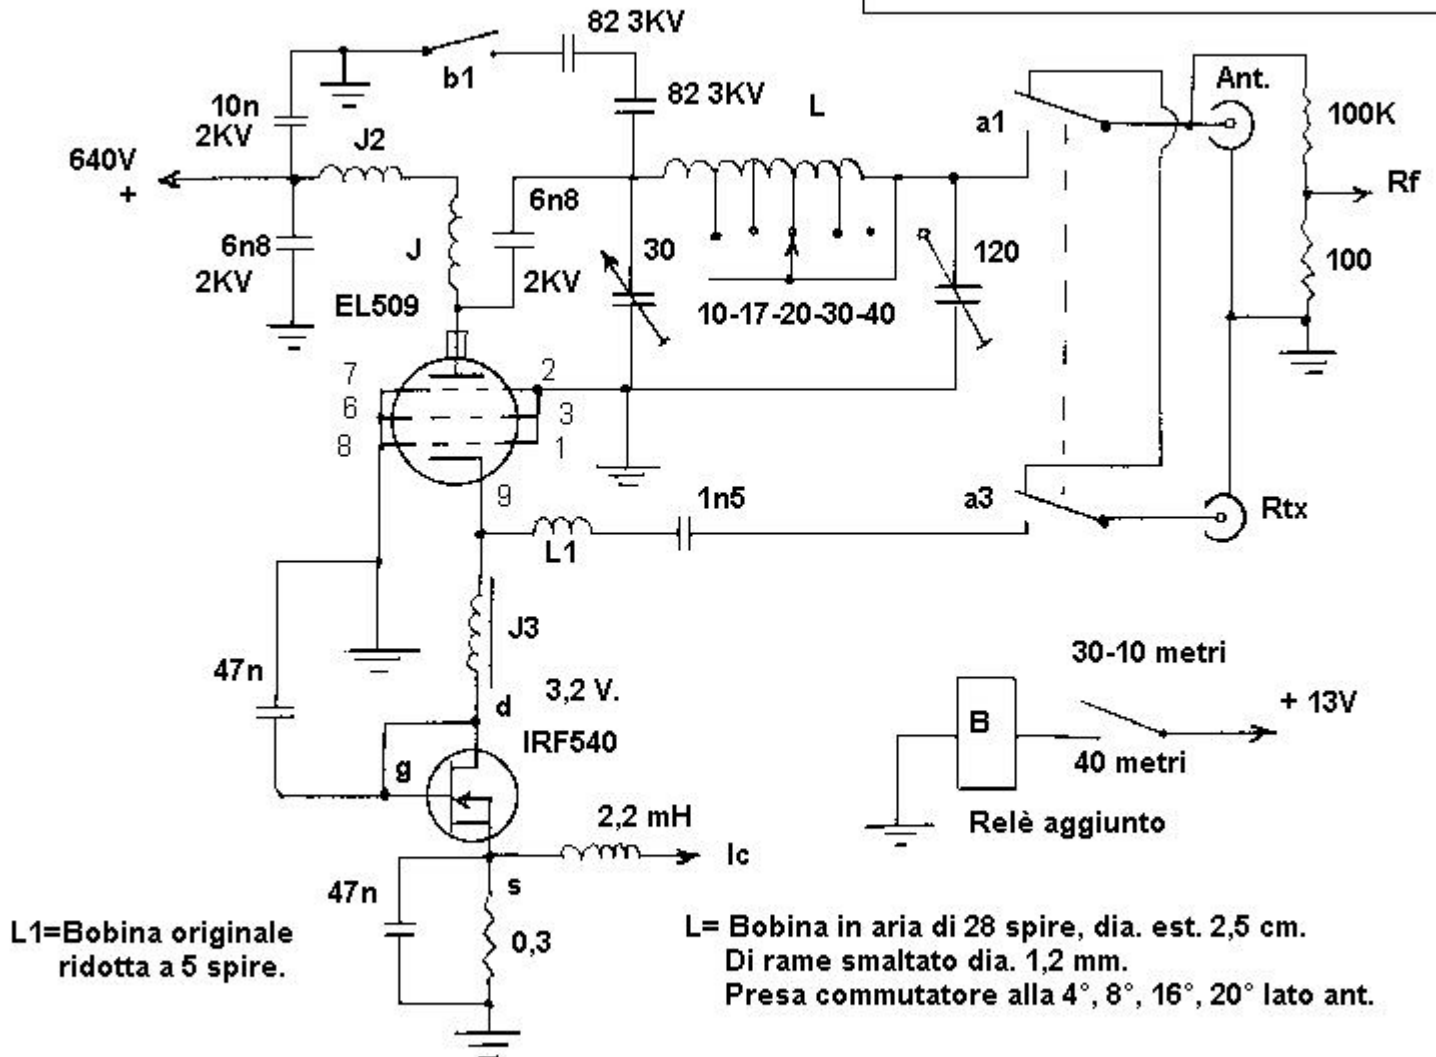 82 3KV
b1
82 3KV
L
Ant.
a1
100K
10n
2KV
J2
640V
+
6n8
Rf
6n8
2KV
J
2KV
30
120
100
EL509
10-17-20-30-40
7
2
6
3
8
1
9
1n5
a3
Rtx
L1
J3
47n
3,2 V.
d
IRF540
g
30-10 metri
B
+ 13V
40 metri
Relè aggiunto
2,2 mH
Ic
47n
s
0,3
L1=Bobina originale
ridotta a 5 spire.
L= Bobina in aria di 28 spire, dia. est. 2,5 cm.
Di rame smaltato dia. 1,2 mm.
Presa commutatore alla 4°, 8°, 16°, 20° lato ant.